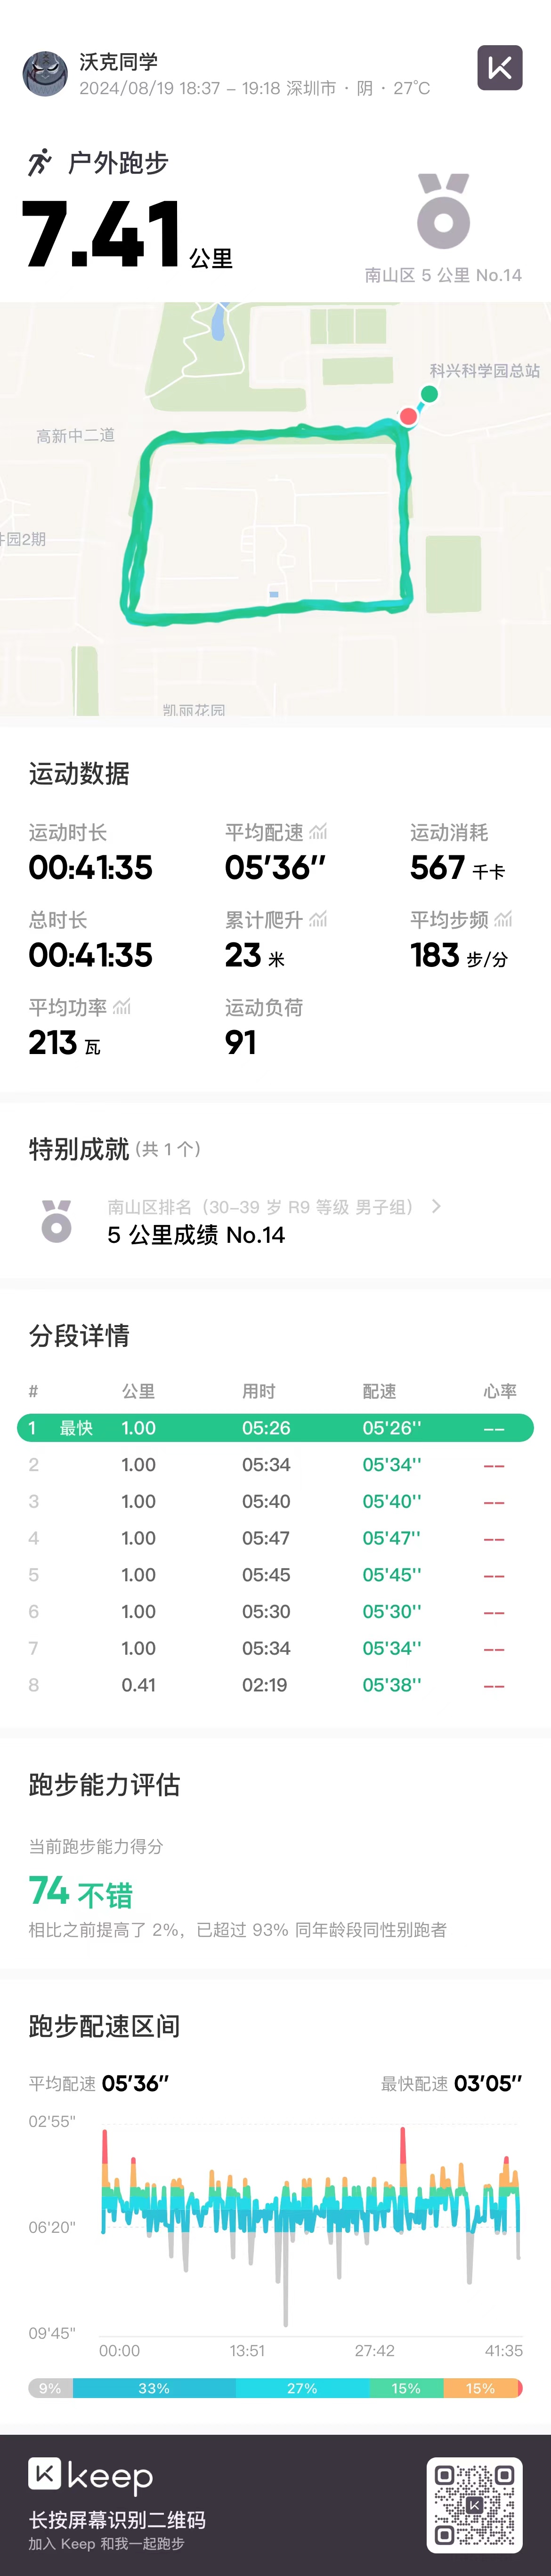 沃克同学
2024/08/19 18:37 - 19:18 深圳市 · 阴 · 27°C
户外跑步
7.41 公里
南山区 5 公里 No.14
科兴科学园总站
高新中二道
园2期
凯丽花园
运动数据
运动时长 平均配速 运动消耗
00:41:35 05'36" 567 千卡
总时长 累计爬升 平均步频
00:41:35 23 米 183 步/分
平均功率 运动负荷
213 瓦 91
特别成就 (共 1 个)
南山区排名（30-39 岁 R9 等级 男子组）
5 公里成绩 No.14
分段详情
# 公里 用时 配速 心率
1 最快 1.00 05:26 05'26'' --
2 1.00 05:34 05'34'' --
3 1.00 05:40 05'40'' --
4 1.00 05:47 05'47'' --
5 1.00 05:45 05'45'' --
6 1.00 05:30 05'30'' --
7 1.00 05:34 05'34'' --
8 0.41 02:19 05'38'' --
跑步能力评估
当前跑步能力得分
74 不错
相比之前提高了 2%，已超过 93% 同年龄段同性别跑者
跑步配速区间
平均配速 05'36" 最快配速 03'05"
02'55"
06'20"
09'45"
00:00 13:51 27:42 41:35
9% 33% 27% 15% 15%
keep
长按屏幕识别二维码
加入 Keep 和我一起跑步